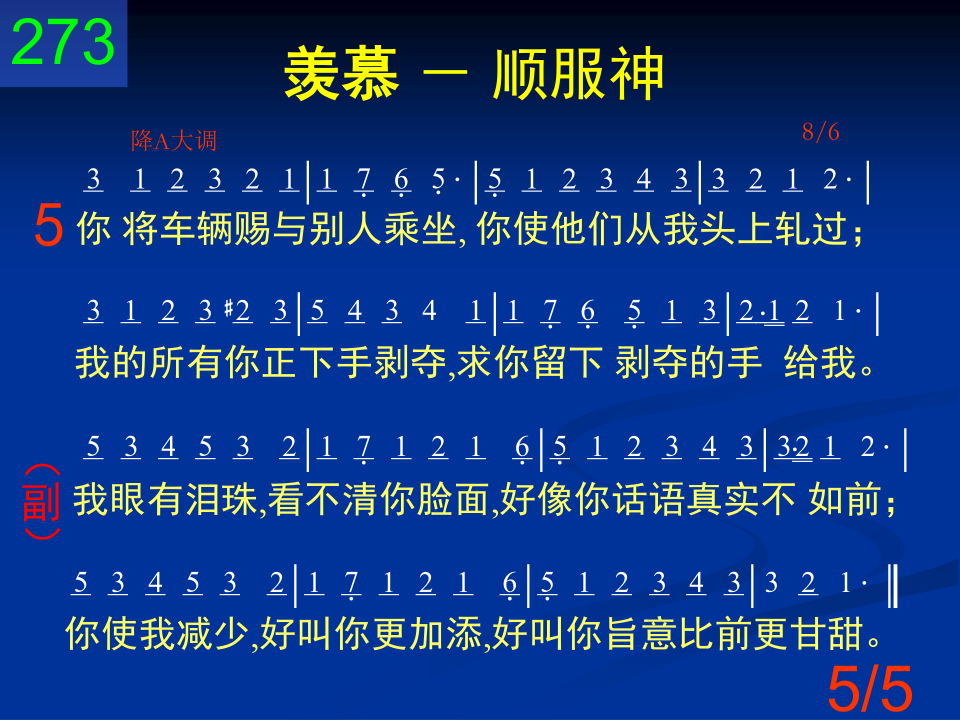 273
羡慕 — 顺服神
降A大调
8/6
3 1 2 3 2 1 | 1 7 6 5· | 5 1 2 3 4 3 | 3 2 1 2· |
5 你 将车辆赐与别人乘坐, 你使他们从我头上轧过；
3 1 2 3 #2 3 | 5 4 3 4 1 | 1 7 6 5 1 3 | 2·1 2 1· |
我的所有你正下手剥夺,求你留下 剥夺的手 给我。
5 3 4 5 3 2 | 1 7 1 2 1 6 | 5 1 2 3 4 3 | 3·2 1 2· |
（副） 我眼有泪珠,看不清你脸面,好像你话语真实不 如前；
5 3 4 5 3 2 | 1 7 1 2 1 6 | 5 1 2 3 4 3 | 3 2 1· ‖
你使我减少,好叫你更加添,好叫你旨意比前更甘甜。
5/5